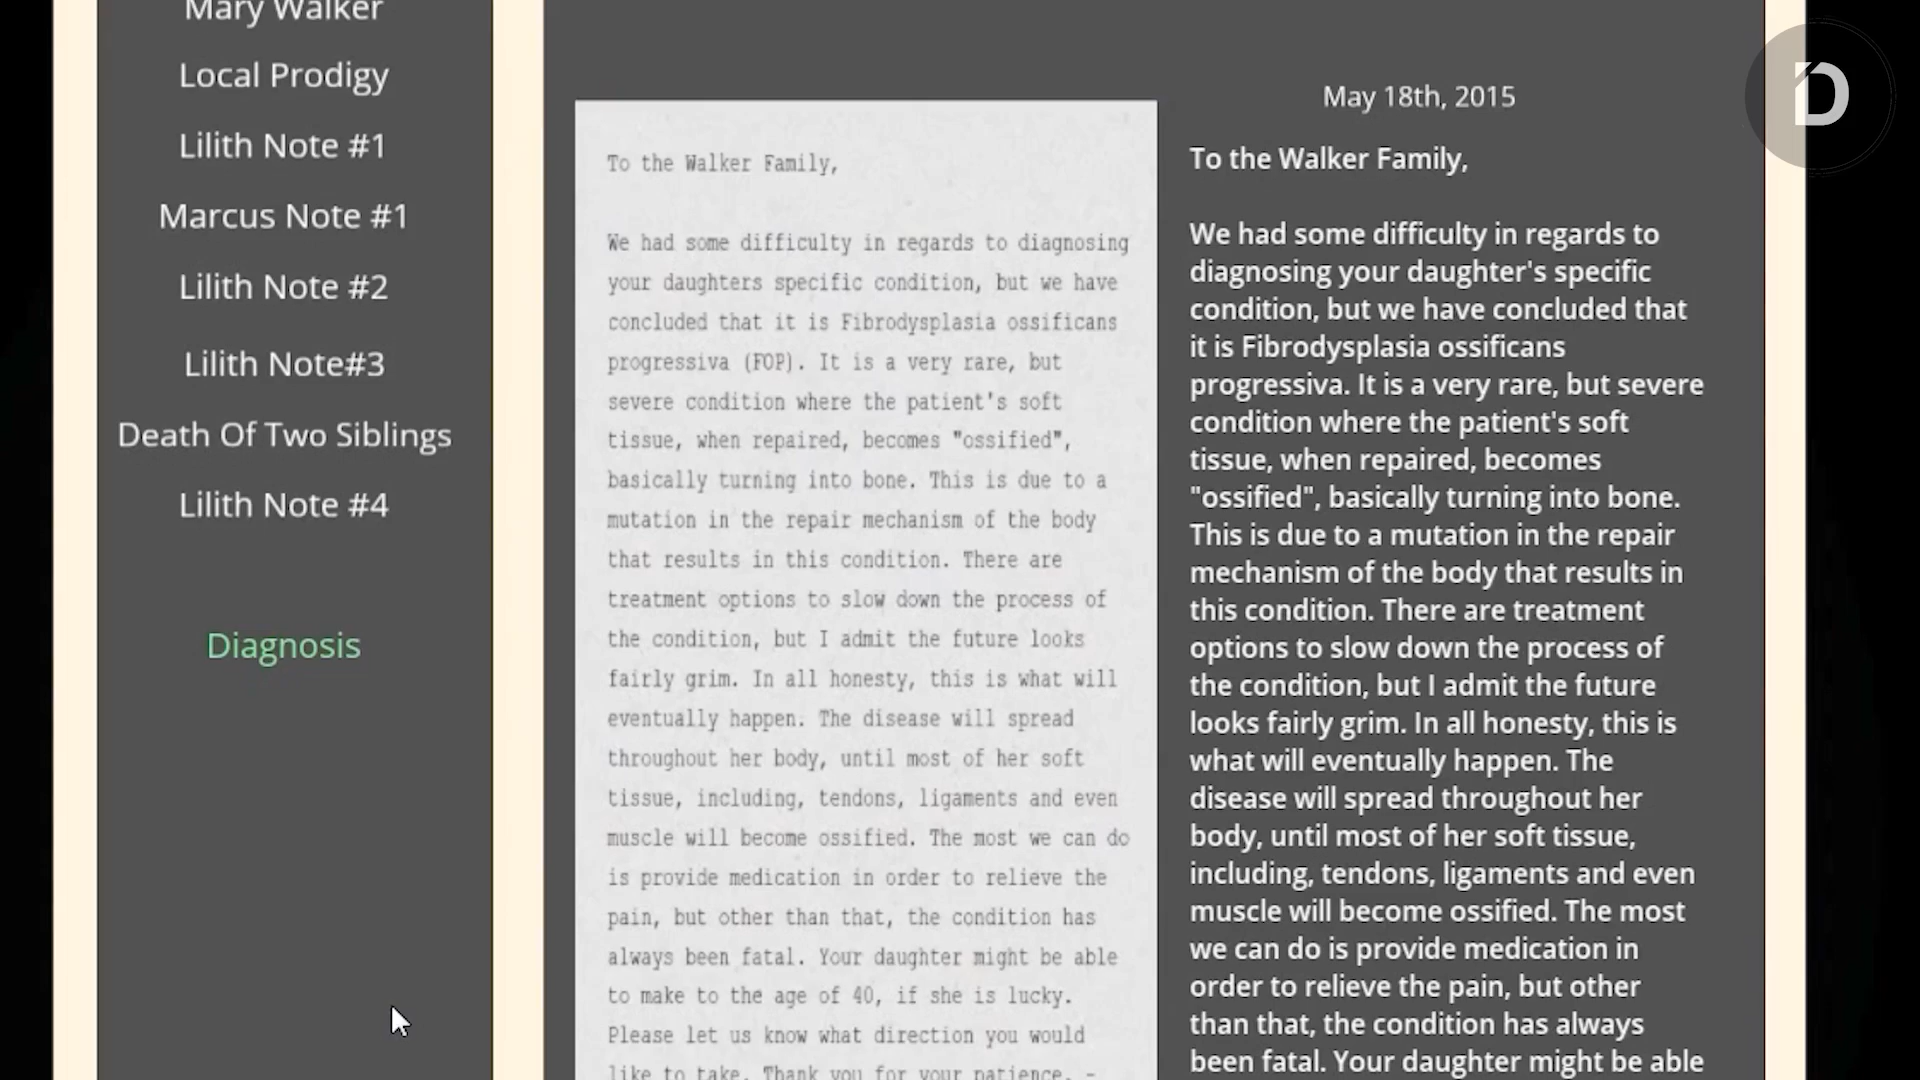 Mary Walker
Local Prodigy
Lilith Note #1
Marcus Note #1
Lilith Note #2
Lilith Note#3
Death Of Two Siblings
Lilith Note #4
Diagnosis
To the Walker Family,
We had some difficulty in regards to diagnosing
your daughters specific condition, but we have
concluded that it is Fibrodysplasia ossificans
progressiva (FOP). It is a very rare, but
severe condition where the patient's soft
tissue, when repaired, becomes "ossified",
basically turning into bone. This is due to a
mutation in the repair mechanism of the body
that results in this condition. There are
treatment options to slow down the process of
the condition, but I admit the future looks
fairly grim. In all honesty, this is what will
eventually happen. The disease will spread
throughout her body, until most of her soft
tissue, including, tendons, ligaments and even
muscle will become ossified. The most we can do
is provide medication in order to relieve the
pain, but other than that, the condition has
always been fatal. Your daughter might be able
to make to the age of 40, if she is lucky.
Please let us know what direction you would
like to take. Thank you for your patience. -
May 18th, 2015
To the Walker Family,
We had some difficulty in regards to
diagnosing your daughter's specific
condition, but we have concluded that
it is Fibrodysplasia ossificans
progressiva. It is a very rare, but severe
condition where the patient's soft
tissue, when repaired, becomes
"ossified", basically turning into bone.
This is due to a mutation in the repair
mechanism of the body that results in
this condition. There are treatment
options to slow down the process of
the condition, but I admit the future
looks fairly grim. In all honesty, this is
what will eventually happen. The
disease will spread throughout her
body, until most of her soft tissue,
including, tendons, ligaments and even
muscle will become ossified. The most
we can do is provide medication in
order to relieve the pain, but other
than that, the condition has always
been fatal. Your daughter might be able
D